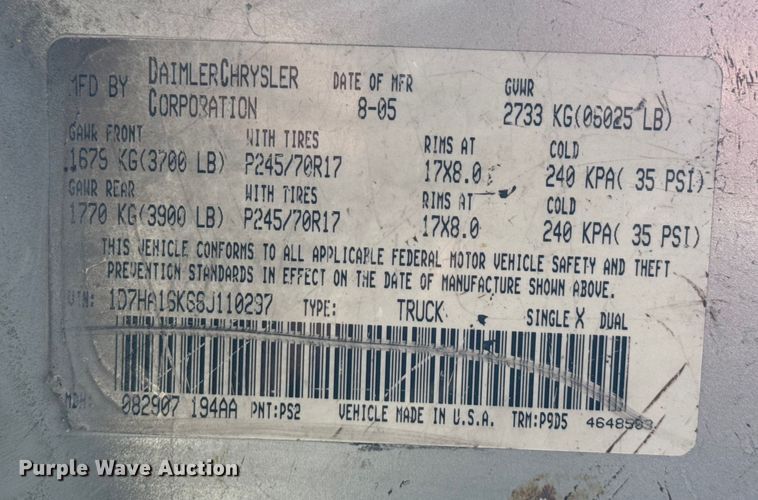 MFD BY DAIMLERCHRYSLER CORPORATION DATE OF MFR 8-05 GVWR 2733 KG(06025 LB)
GAWR FRONT WITH TIRES RIMS AT COLD
1675 KG(3700 LB) P245/70R17 17X8.0 240 KPA( 35 PSI)
GAWR REAR WITH TIRES RIMS AT COLD
1770 KG(3900 LB) P245/70R17 17X8.0 240 KPA( 35 PSI)
THIS VEHICLE CONFORMS TO ALL APPLICABLE FEDERAL MOTOR VEHICLE SAFETY AND THEFT
PREVENTION STANDARDS IN EFFECT ON THE DATE OF MANUFACTURE SHOWN ABOVE.
VIN: TYPE: TRUCK SINGLE X DUAL
MDH: 082907 194AA PNT:PS2 VEHICLE MADE IN U.S.A. TRM:P9D5
Purple Wave Auction